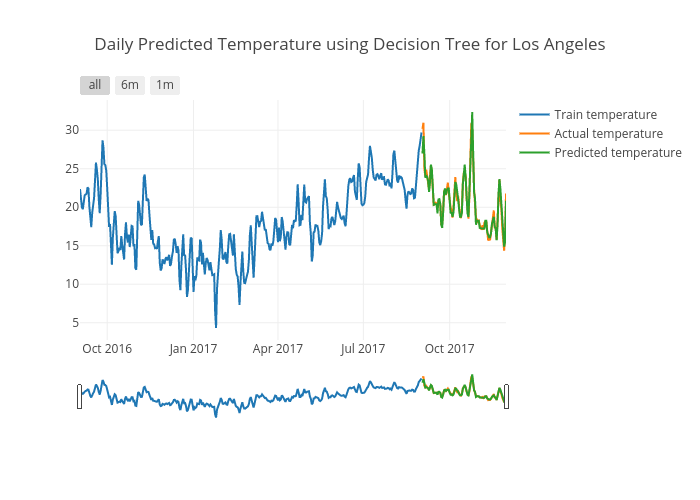 Daily Predicted Temperature using Decision Tree for Los Angeles
all 6m 1m
Train temperature
Actual temperature
Predicted temperature
30
25
20
15
10
5
Oct 2016 Jan 2017 Apr 2017 Jul 2017 Oct 2017